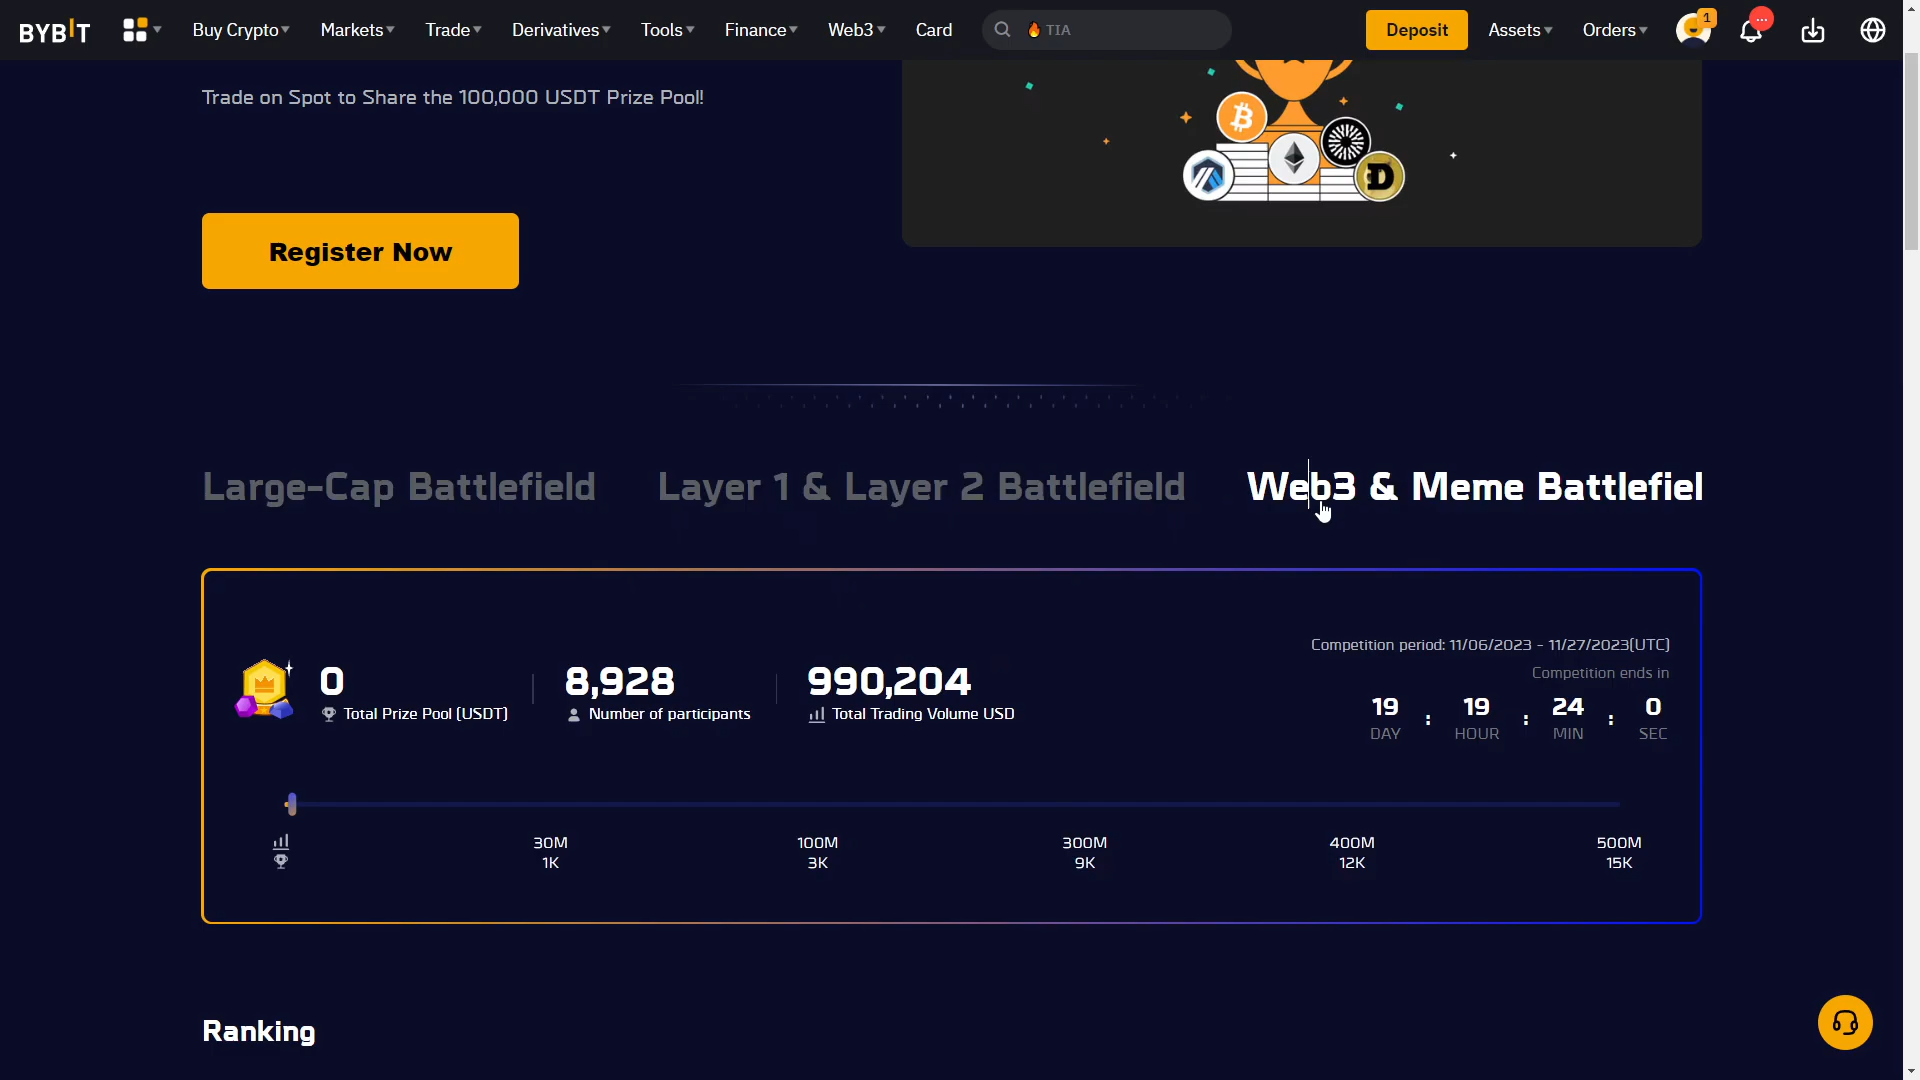 BYBIT Buy Crypto Markets Trade Derivatives Tools Finance Web3 Card TIA Deposit Assets Orders 1
Trade on Spot to Share the 100,000 USDT Prize Pool!
Register Now
Large-Cap Battlefield Layer 1 & Layer 2 Battlefield Web3 & Meme Battlefiel
Competition period: 11/06/2023 - 11/27/2023(UTC)
Competition ends in
0 8,928 990,204 19 : 19 : 24 : 0
Total Prize Pool (USDT) Number of participants Total Trading Volume USD DAY HOUR MIN SEC
30M 100M 300M 400M 500M
1K 3K 9K 12K 15K
Ranking